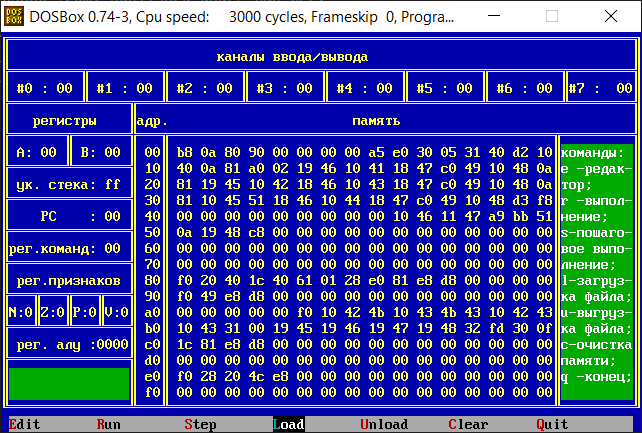 DOSBox 0.74-3, Cpu speed: 3000 cycles, Frameskip 0, Progra...
каналы ввода/вывода
#0 : 00 #1 : 00 #2 : 00 #3 : 00 #4 : 00 #5 : 00 #6 : 00 #7 : 00
регистры адр. память
A: 00 B: 00 00 b8 0a 80 90 00 00 00 00 a5 e0 30 05 31 40 d2 10 команды:
10 40 0a 81 a0 02 19 46 10 41 18 47 c0 49 10 48 0a e -редак-
ук. стека: ff 20 81 19 45 10 42 18 46 10 43 18 47 c0 49 10 48 0a тор;
30 81 10 45 51 18 46 10 44 18 47 c0 49 10 48 d3 f8 r -выпол-
PC : 00 40 00 00 00 00 00 00 00 00 00 10 46 11 47 a9 bb 51 нение;
50 0a 19 48 c8 00 00 00 00 00 00 00 00 00 00 00 00 s-пошаго-
рег.команд: 00 60 00 00 00 00 00 00 00 00 00 00 00 00 00 00 00 00 вое выпо-
70 00 00 00 00 00 00 00 00 00 00 00 00 00 00 00 00 лнение;
рег.признаков 80 f0 20 40 1c 40 61 01 28 e0 81 e8 d8 00 00 00 00 l-загруз-
90 f0 49 e8 d8 00 00 00 00 00 00 00 00 00 00 00 00 ка файла;
N:0 Z:0 P:0 V:0 a0 00 00 00 00 00 f0 10 42 4b 10 43 4b 10 42 43 u-выгруз-
b0 10 43 31 00 19 45 19 46 19 47 19 48 32 fd 30 0f ка файла;
рег. алу :0000 c0 1c 81 e8 d8 00 00 00 00 00 00 00 00 00 00 00 00 c-очистка
d0 00 00 00 00 00 00 00 00 00 00 00 00 00 00 00 00 памяти;
e0 f0 28 20 4c e8 00 00 00 00 00 00 00 00 00 00 00 q -конец;
f0 00 00 00 00 00 00 00 00 00 00 00 00 00 00 00 00
Edit Run Step Load Unload Clear Quit